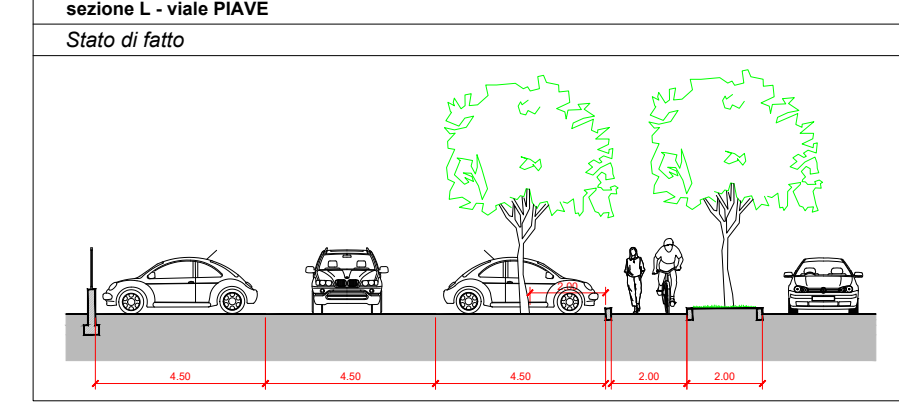 sezione L - viale PIAVE
Stato di fatto
2.00
4.50 4.50 4.50 2.00 2.00